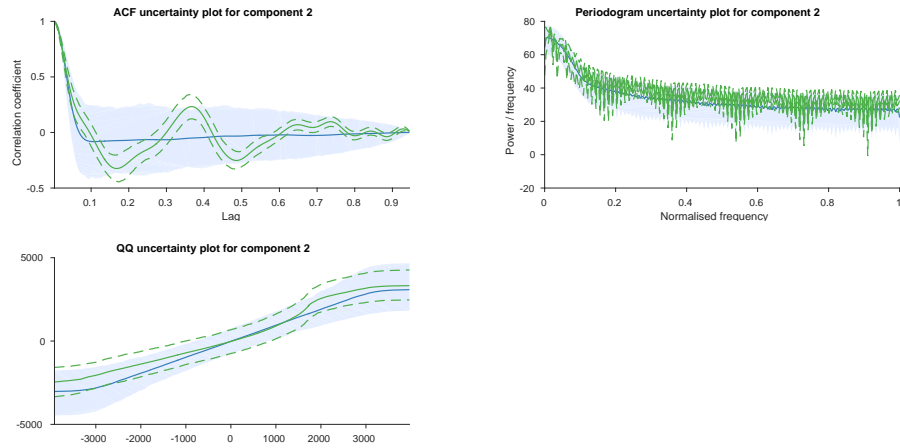 ACF uncertainty plot for component 2
Correlation coefficient
1
0.5
0
-0.5
0.1 0.2 0.3 0.4 0.5 0.6 0.7 0.8 0.9
Lag
Periodogram uncertainty plot for component 2
Power / frequency
80
60
40
20
0
-20
0 0.2 0.4 0.6 0.8 1
Normalised frequency
QQ uncertainty plot for component 2
5000
0
-5000
-3000 -2000 -1000 0 1000 2000 3000